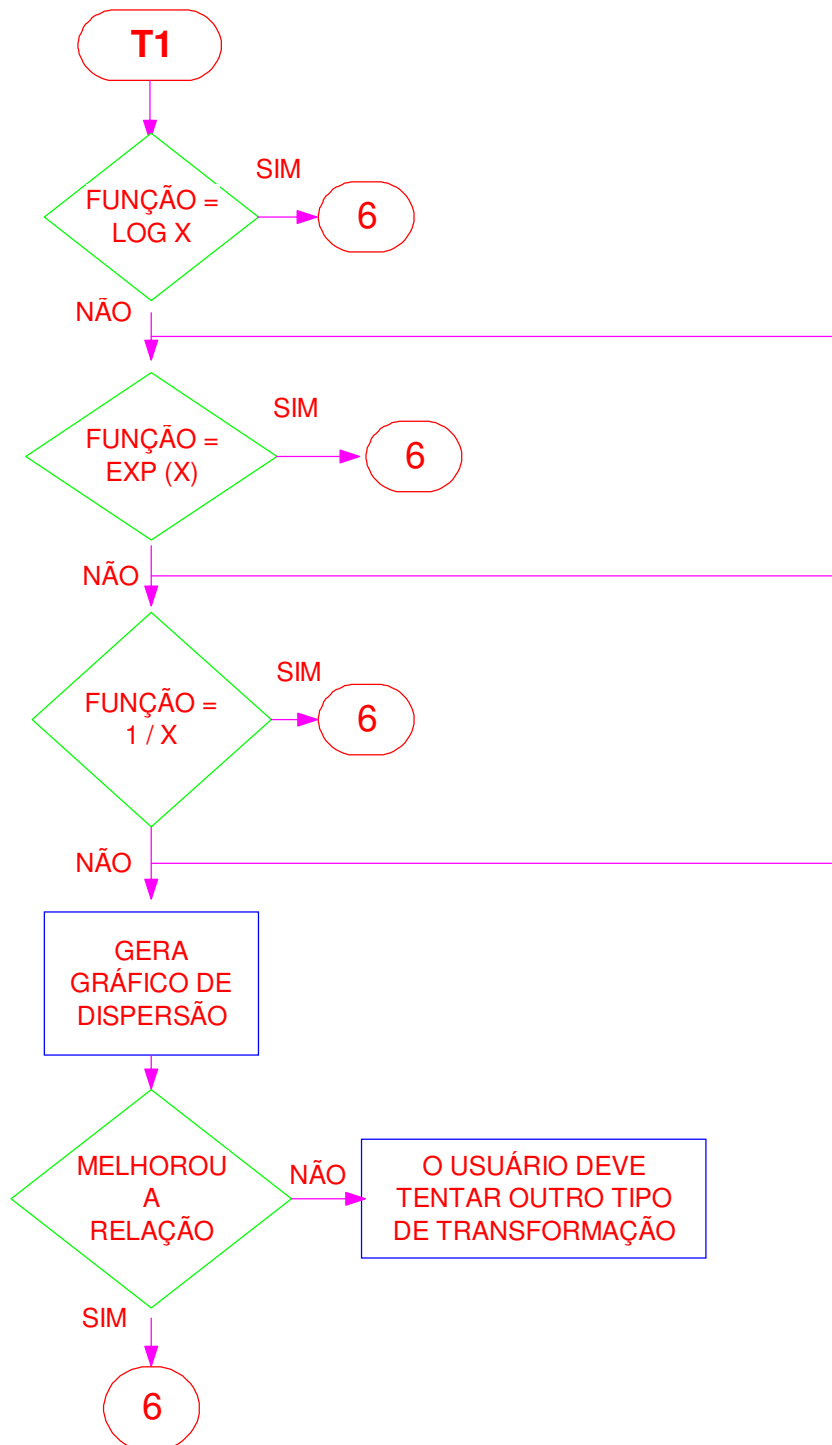 T1
FUNÇÃO =
LOG X
SIM
6
NÃO
FUNÇÃO =
EXP (X)
SIM
6
NÃO
FUNÇÃO =
1 / X
SIM
6
NÃO
GERA
GRÁFICO DE
DISPERSÃO
MELHOROU
A
RELAÇÃO
NÃO
O USUÁRIO DEVE
TENTAR OUTRO TIPO
DE TRANSFORMAÇÃO
SIM
6